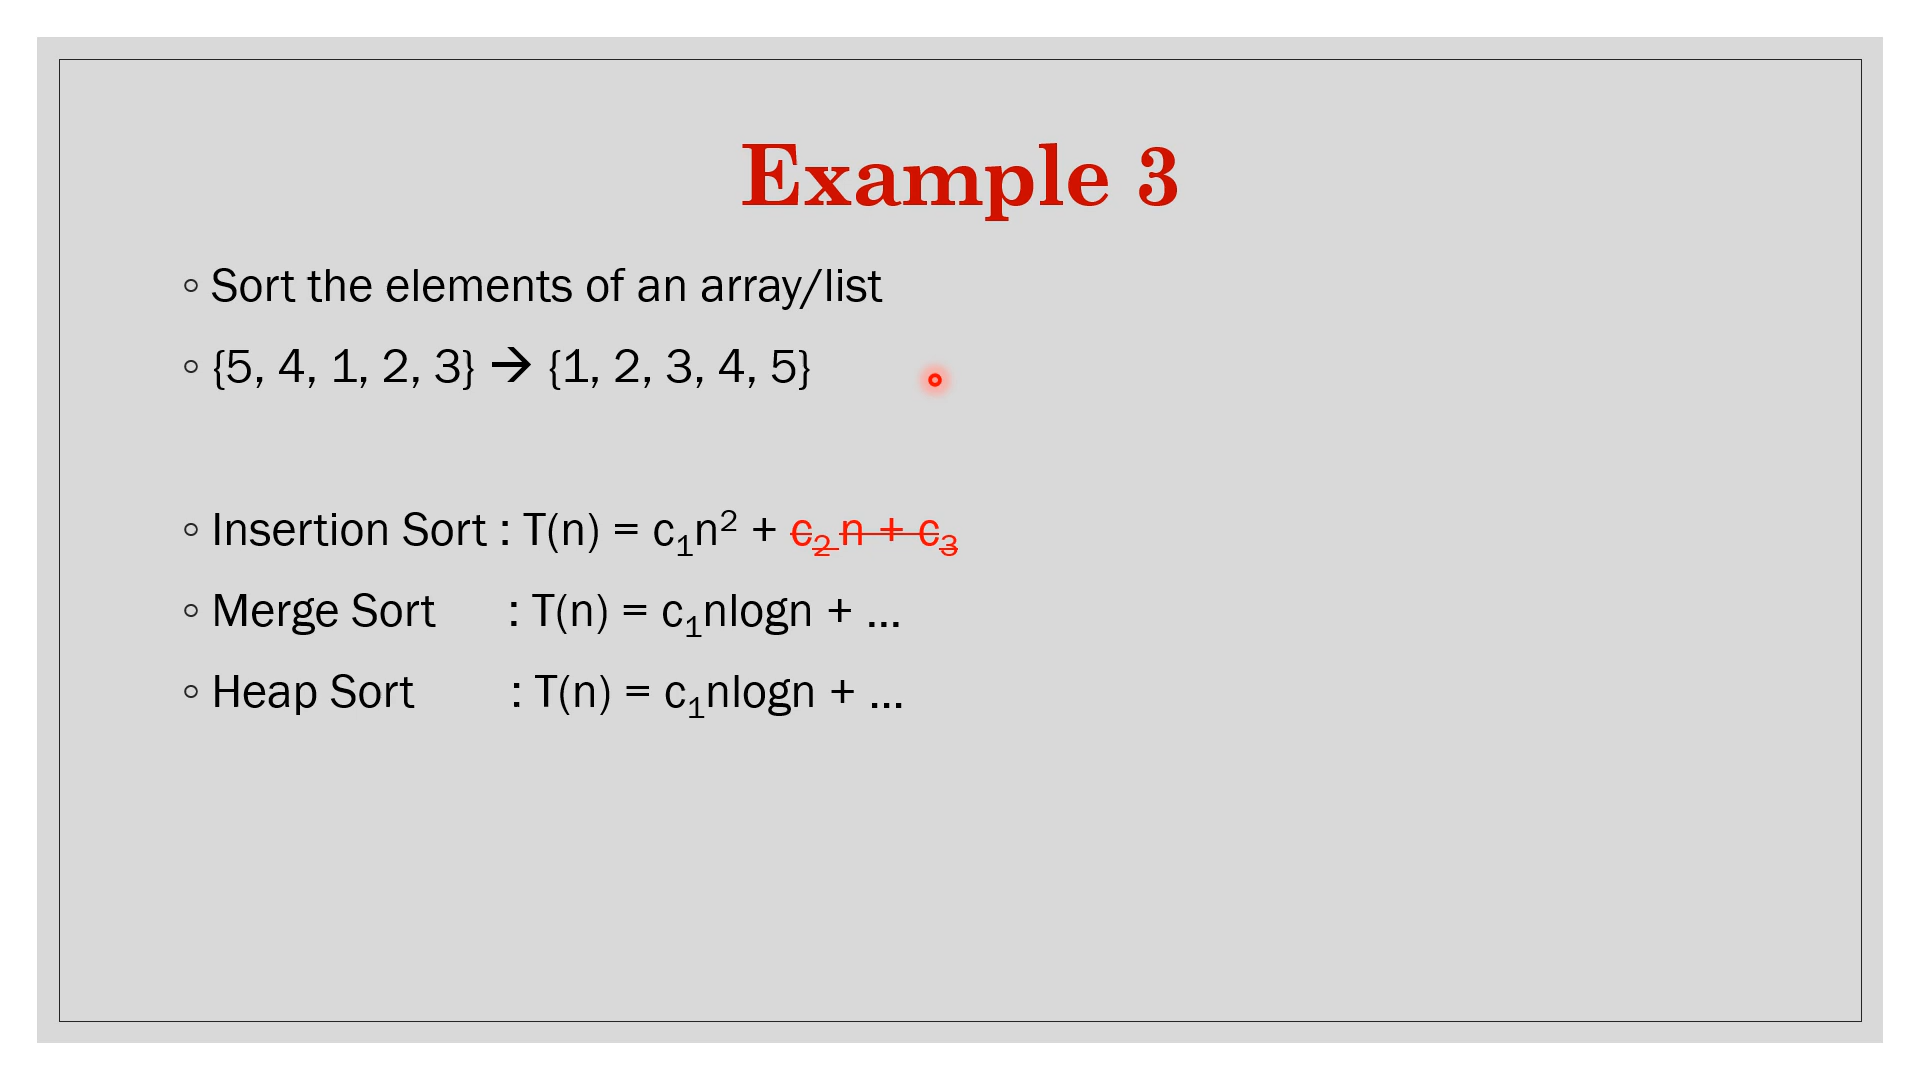 Example 3
◦ Sort the elements of an array/list
◦ {5, 4, 1, 2, 3} → {1, 2, 3, 4, 5}
◦ Insertion Sort : T(n) = c₁n² + c₂ n + c₃
◦ Merge Sort : T(n) = c₁nlogn + ...
◦ Heap Sort : T(n) = c₁nlogn + ...